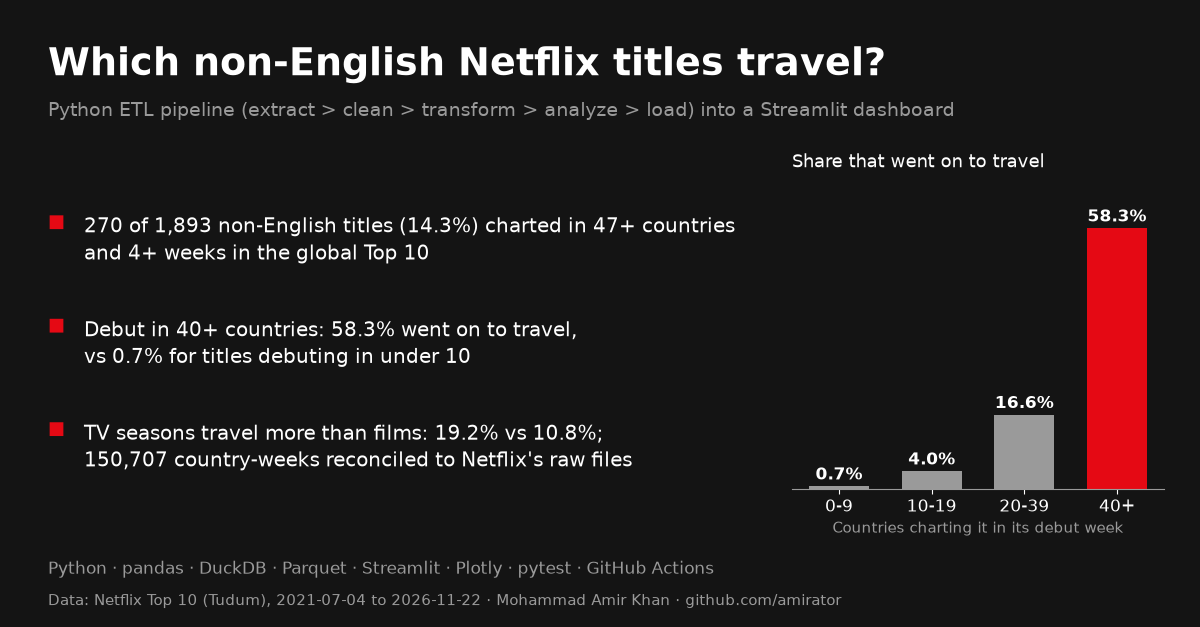 Which non-English Netflix titles travel?
Python ETL pipeline (extract > clean > transform > analyze > load) into a Streamlit dashboard
270 of 1,893 non-English titles (14.3%) charted in 47+ countries
and 4+ weeks in the global Top 10
Debut in 40+ countries: 58.3% went on to travel,
vs 0.7% for titles debuting in under 10
TV seasons travel more than films: 19.2% vs 10.8%;
150,707 country-weeks reconciled to Netflix's raw files
Share that went on to travel
58.3%
16.6%
4.0%
0.7%
0-9 10-19 20-39 40+
Countries charting it in its debut week
Python · pandas · DuckDB · Parquet · Streamlit · Plotly · pytest · GitHub Actions
Data: Netflix Top 10 (Tudum), 2021-07-04 to 2026-11-22 · Mohammad Amir Khan · github.com/amirator